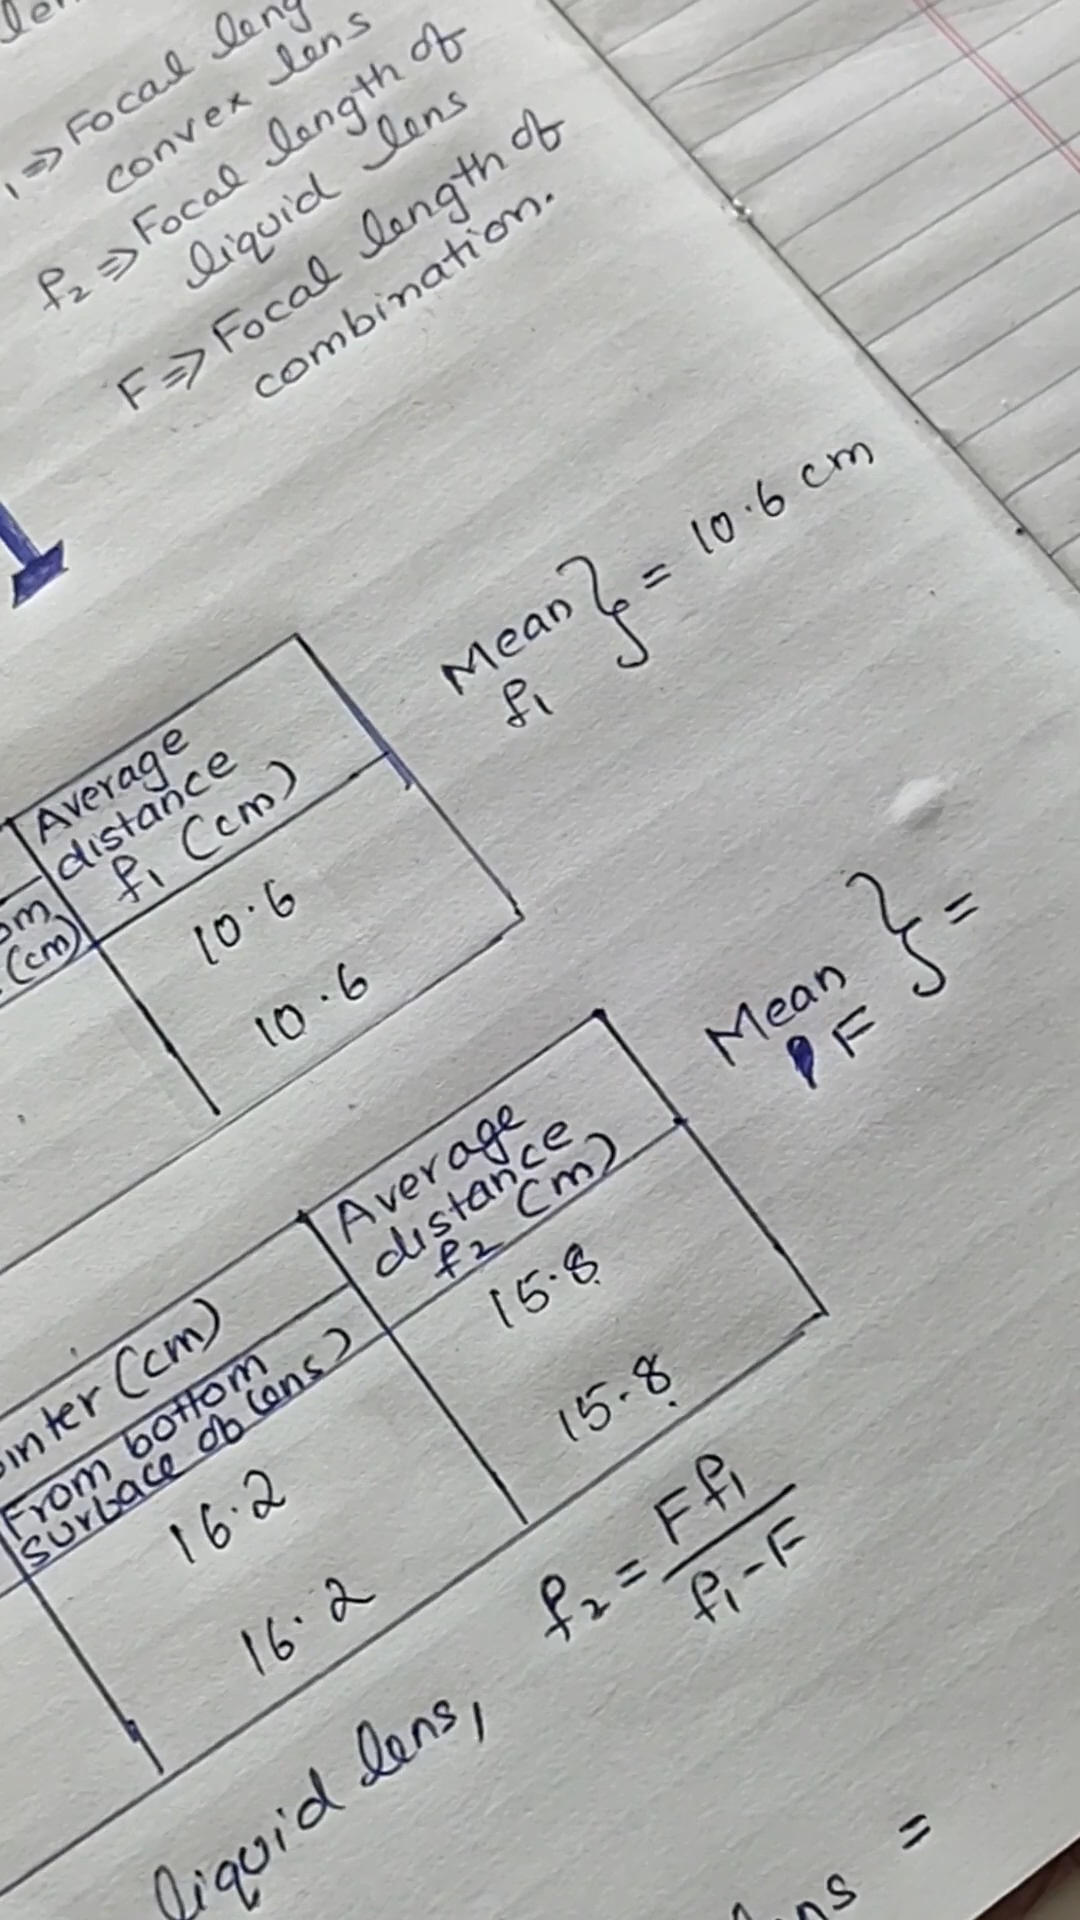 ⇒ Focal leng
convex lens
f₂ ⇒ Focal length of
liquid lens
F ⇒ Focal length of
combination.
Mean
f₁
} = 10.6 cm
Average
distance
f₁ (cm)
(cm)
10.6
10.6
Mean
F
} =
Average
distance
f₂ (cm)
(cm)
From bottom
surface of lens)
15.8
16.2
15.8
16.2
f₂ = Ff₁ / f₁-F
liquid lens,
=